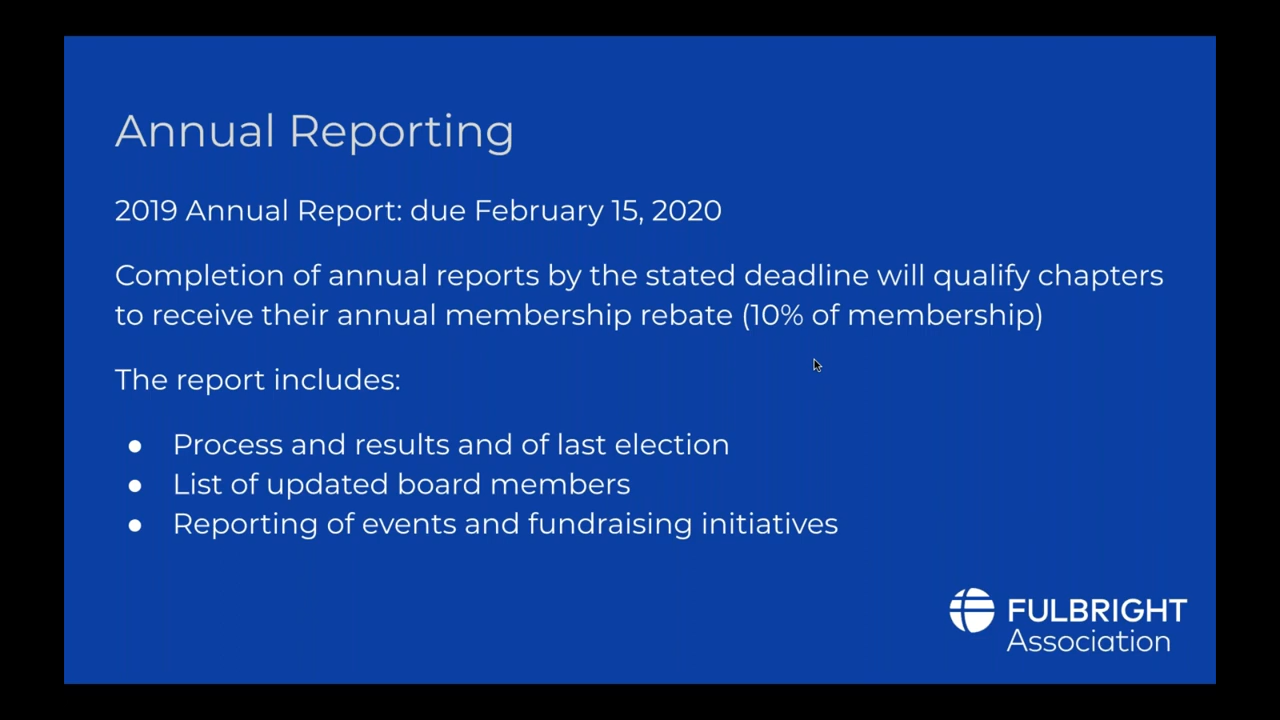 Annual Reporting
2019 Annual Report: due February 15, 2020
Completion of annual reports by the stated deadline will qualify chapters
to receive their annual membership rebate (10% of membership)
The report includes:
● Process and results and of last election
● List of updated board members
● Reporting of events and fundraising initiatives
FULBRIGHT
Association